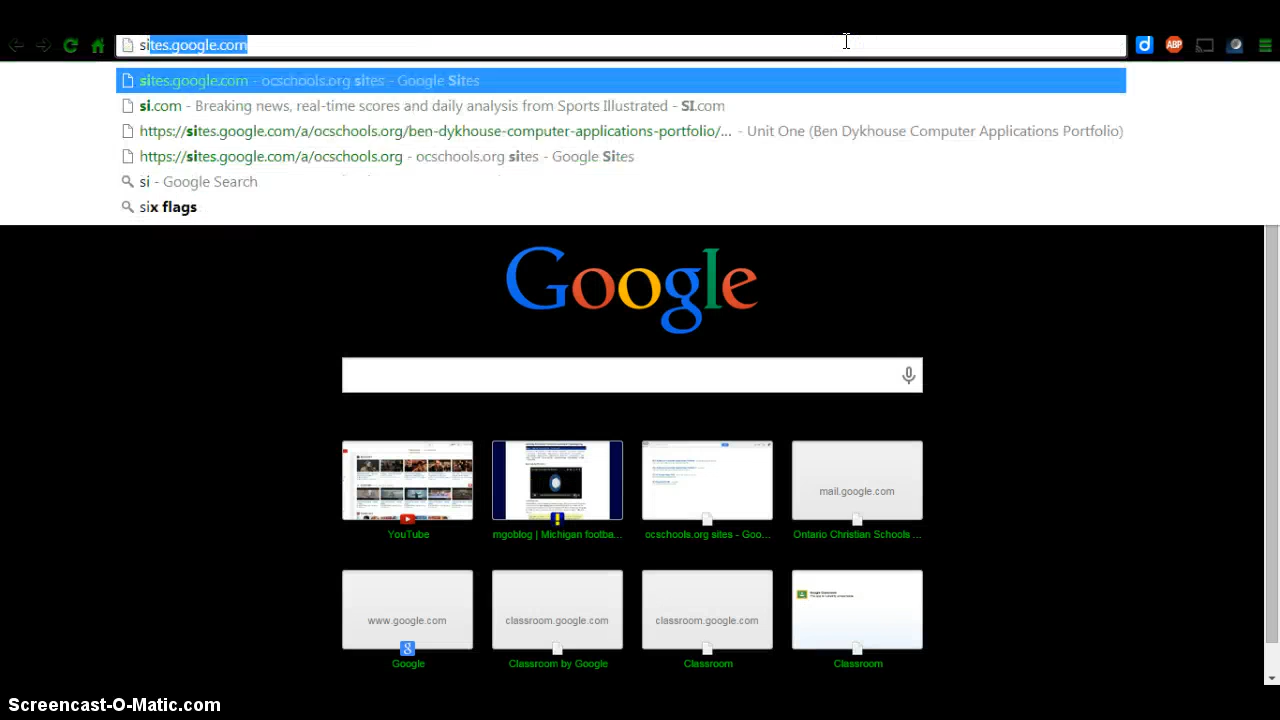 sites.google.com
ABP
sites.google.com - ocschools.org sites - Google Sites
si.com - Breaking news, real-time scores and daily analysis from Sports Illustrated - SI.com
https://sites.google.com/a/ocschools.org/ben-dykhouse-computer-applications-portfolio/... - Unit One (Ben Dykhouse Computer Applications Portfolio)
https://sites.google.com/a/ocschools.org - ocschools.org sites - Google Sites
si - Google Search
six flags
Google
mail.google.com
YouTube
mgoblog | Michigan footba...
ocschools.org sites - Goo...
Ontario Christian Schools ...
www.google.com
classroom.google.com
classroom.google.com
Google
Classroom by Google
Classroom
Classroom
Screencast-O-Matic.com